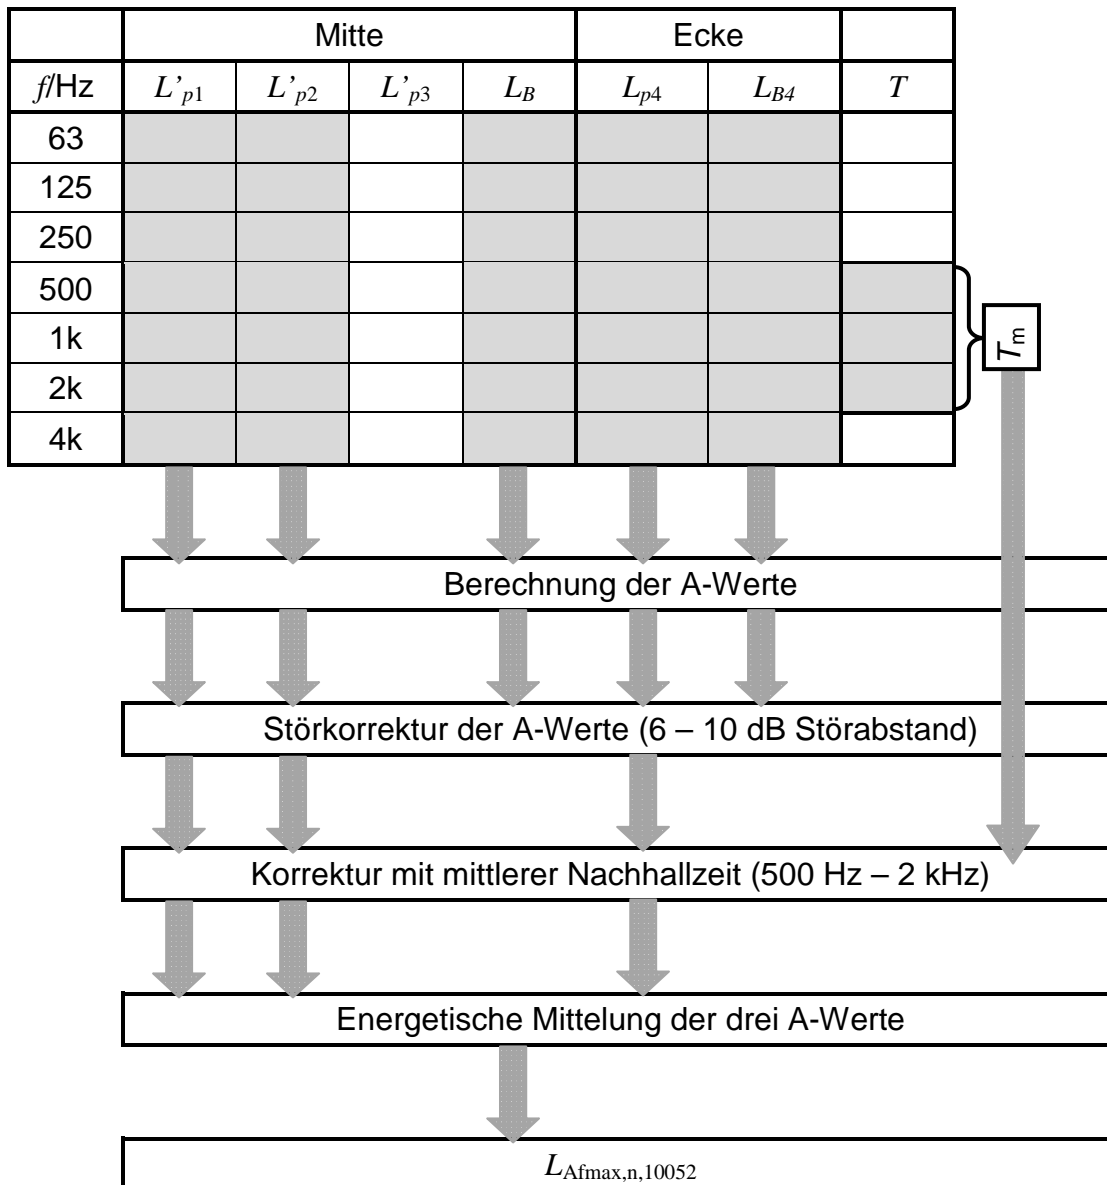 Mitte Ecke
f/Hz L’p1 L’p2 L’p3 LB Lp4 LB4 T
63
125
250
500
1k
2k
4k
Tm
Berechnung der A-Werte
Störkorrektur der A-Werte (6 – 10 dB Störabstand)
Korrektur mit mittlerer Nachhallzeit (500 Hz – 2 kHz)
Energetische Mittelung der drei A-Werte
LAfmax,n,10052